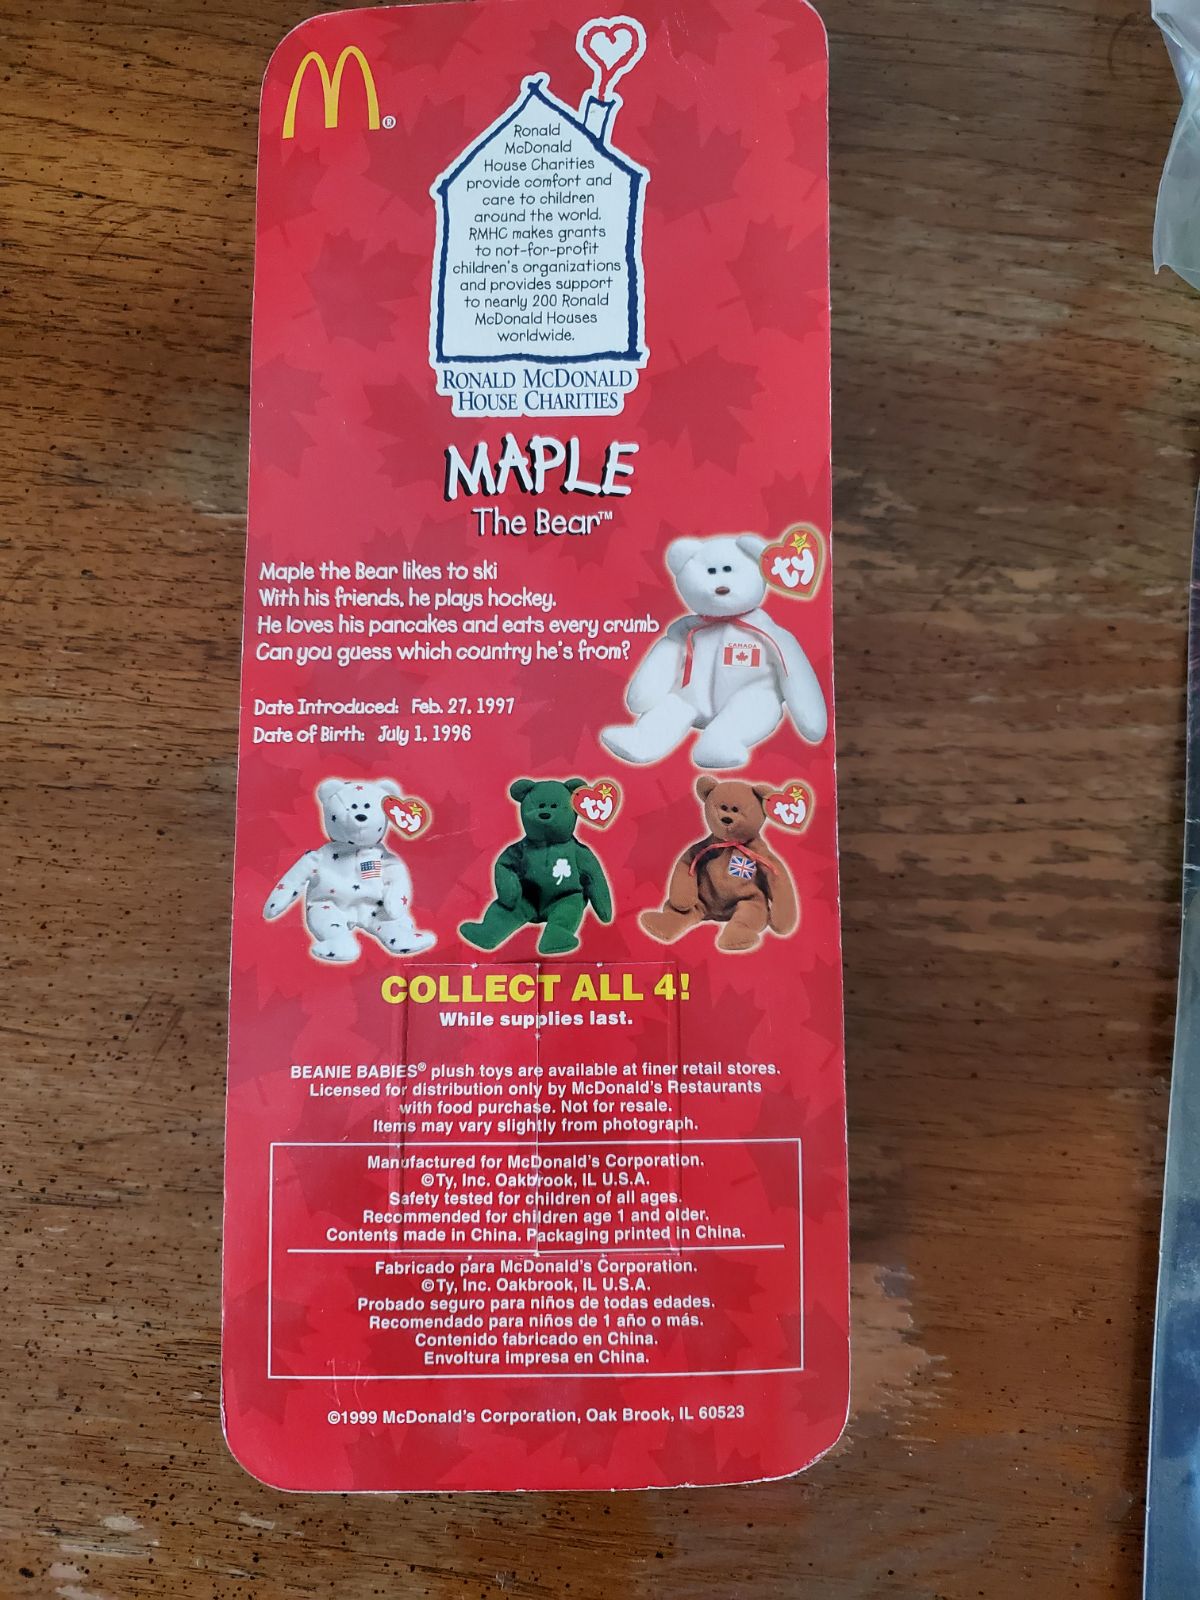 M®
Ronald
McDonald
House Charities
provide comfort and
care to children
around the world.
RMHC makes grants
to not-for-profit
children's organizations
and provides support
to nearly 200 Ronald
McDonald Houses
worldwide.
RONALD MCDONALD
HOUSE CHARITIES
MAPLE
The Bear™
Maple the Bear likes to ski
With his friends, he plays hockey.
He loves his pancakes and eats every crumb
Can you guess which country he's from?
ty
CANADA
Date Introduced: Feb. 27, 1997
Date of Birth: July 1, 1996
ty
ty
ty
COLLECT ALL 4!
While supplies last.
BEANIE BABIES® plush toys are available at finer retail stores.
Licensed for distribution only by McDonald's Restaurants
with food purchase. Not for resale.
Items may vary slightly from photograph.
Manufactured for McDonald's Corporation.
©Ty, Inc. Oakbrook, IL U.S.A.
Safety tested for children of all ages.
Recommended for children age 1 and older.
Contents made in China. Packaging printed in China.
Fabricado para McDonald's Corporation.
©Ty, Inc. Oakbrook, IL U.S.A.
Probado seguro para niños de todas edades.
Recomendado para niños de 1 año o más.
Contenido fabricado en China.
Envoltura impresa en China.
©1999 McDonald's Corporation, Oak Brook, IL 60523